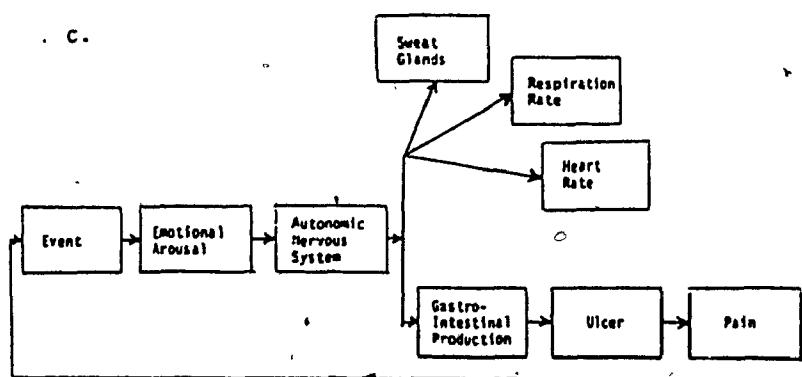 C.
Sweat
Glands
Respiration
Rate
Heart
Rate
Event
Emotional
Arousal
Autonomic
Nervous
System
Gastro-
Intestinal
Production
Ulcer
Pain